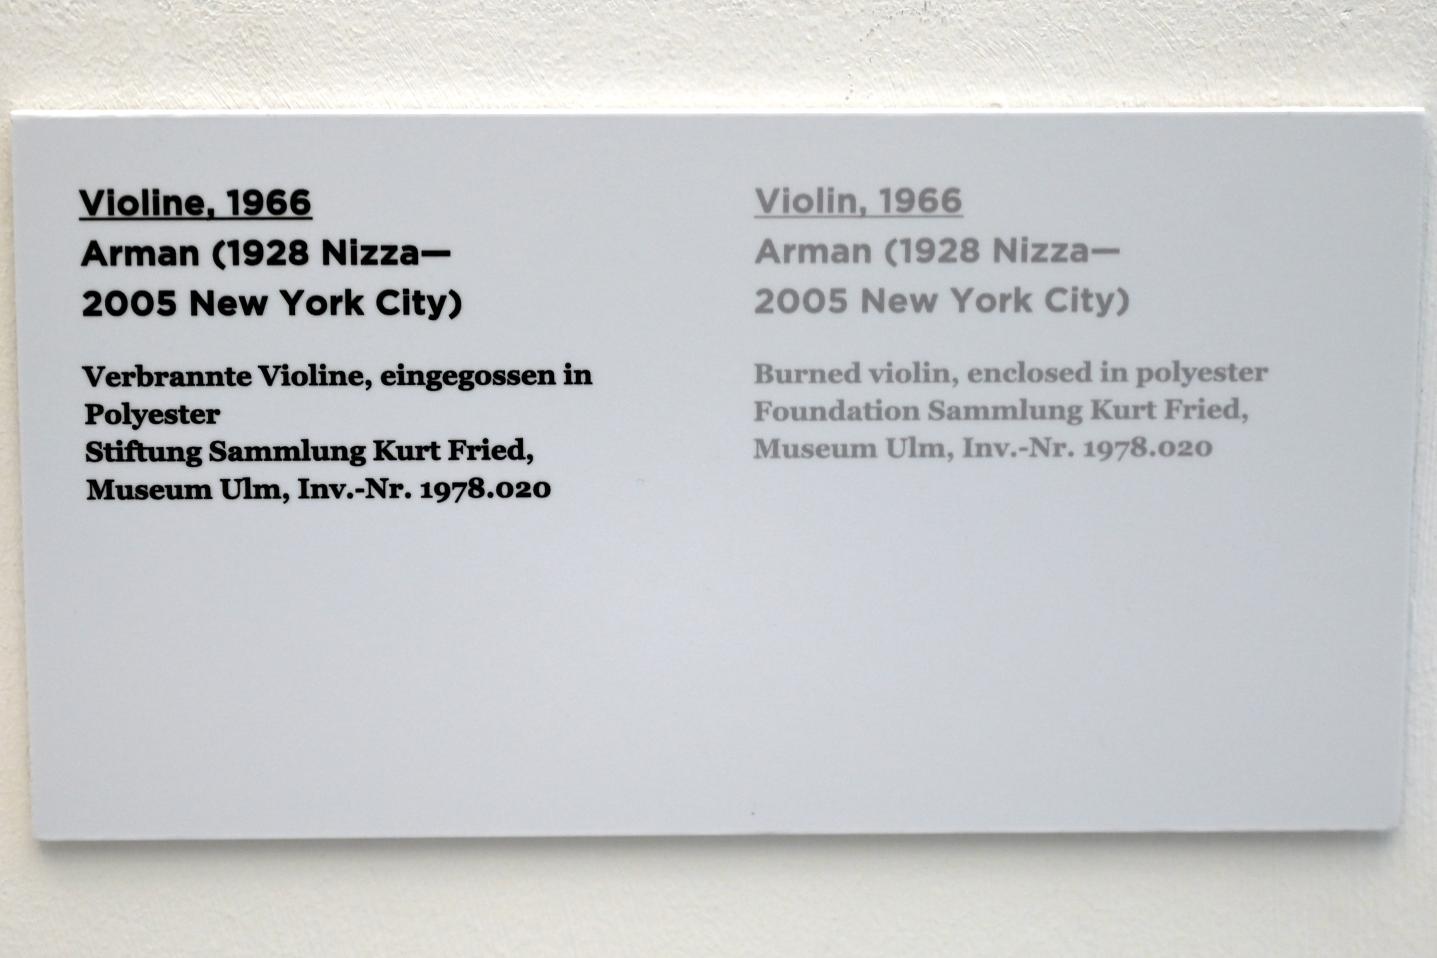 Violine, 1966
Arman (1928 Nizza—
2005 New York City)
Verbrannte Violine, eingegossen in
Polyester
Stiftung Sammlung Kurt Fried,
Museum Ulm, Inv.-Nr. 1978.020
Violin, 1966
Arman (1928 Nizza—
2005 New York City)
Burned violin, enclosed in polyester
Foundation Sammlung Kurt Fried,
Museum Ulm, Inv.-Nr. 1978.020